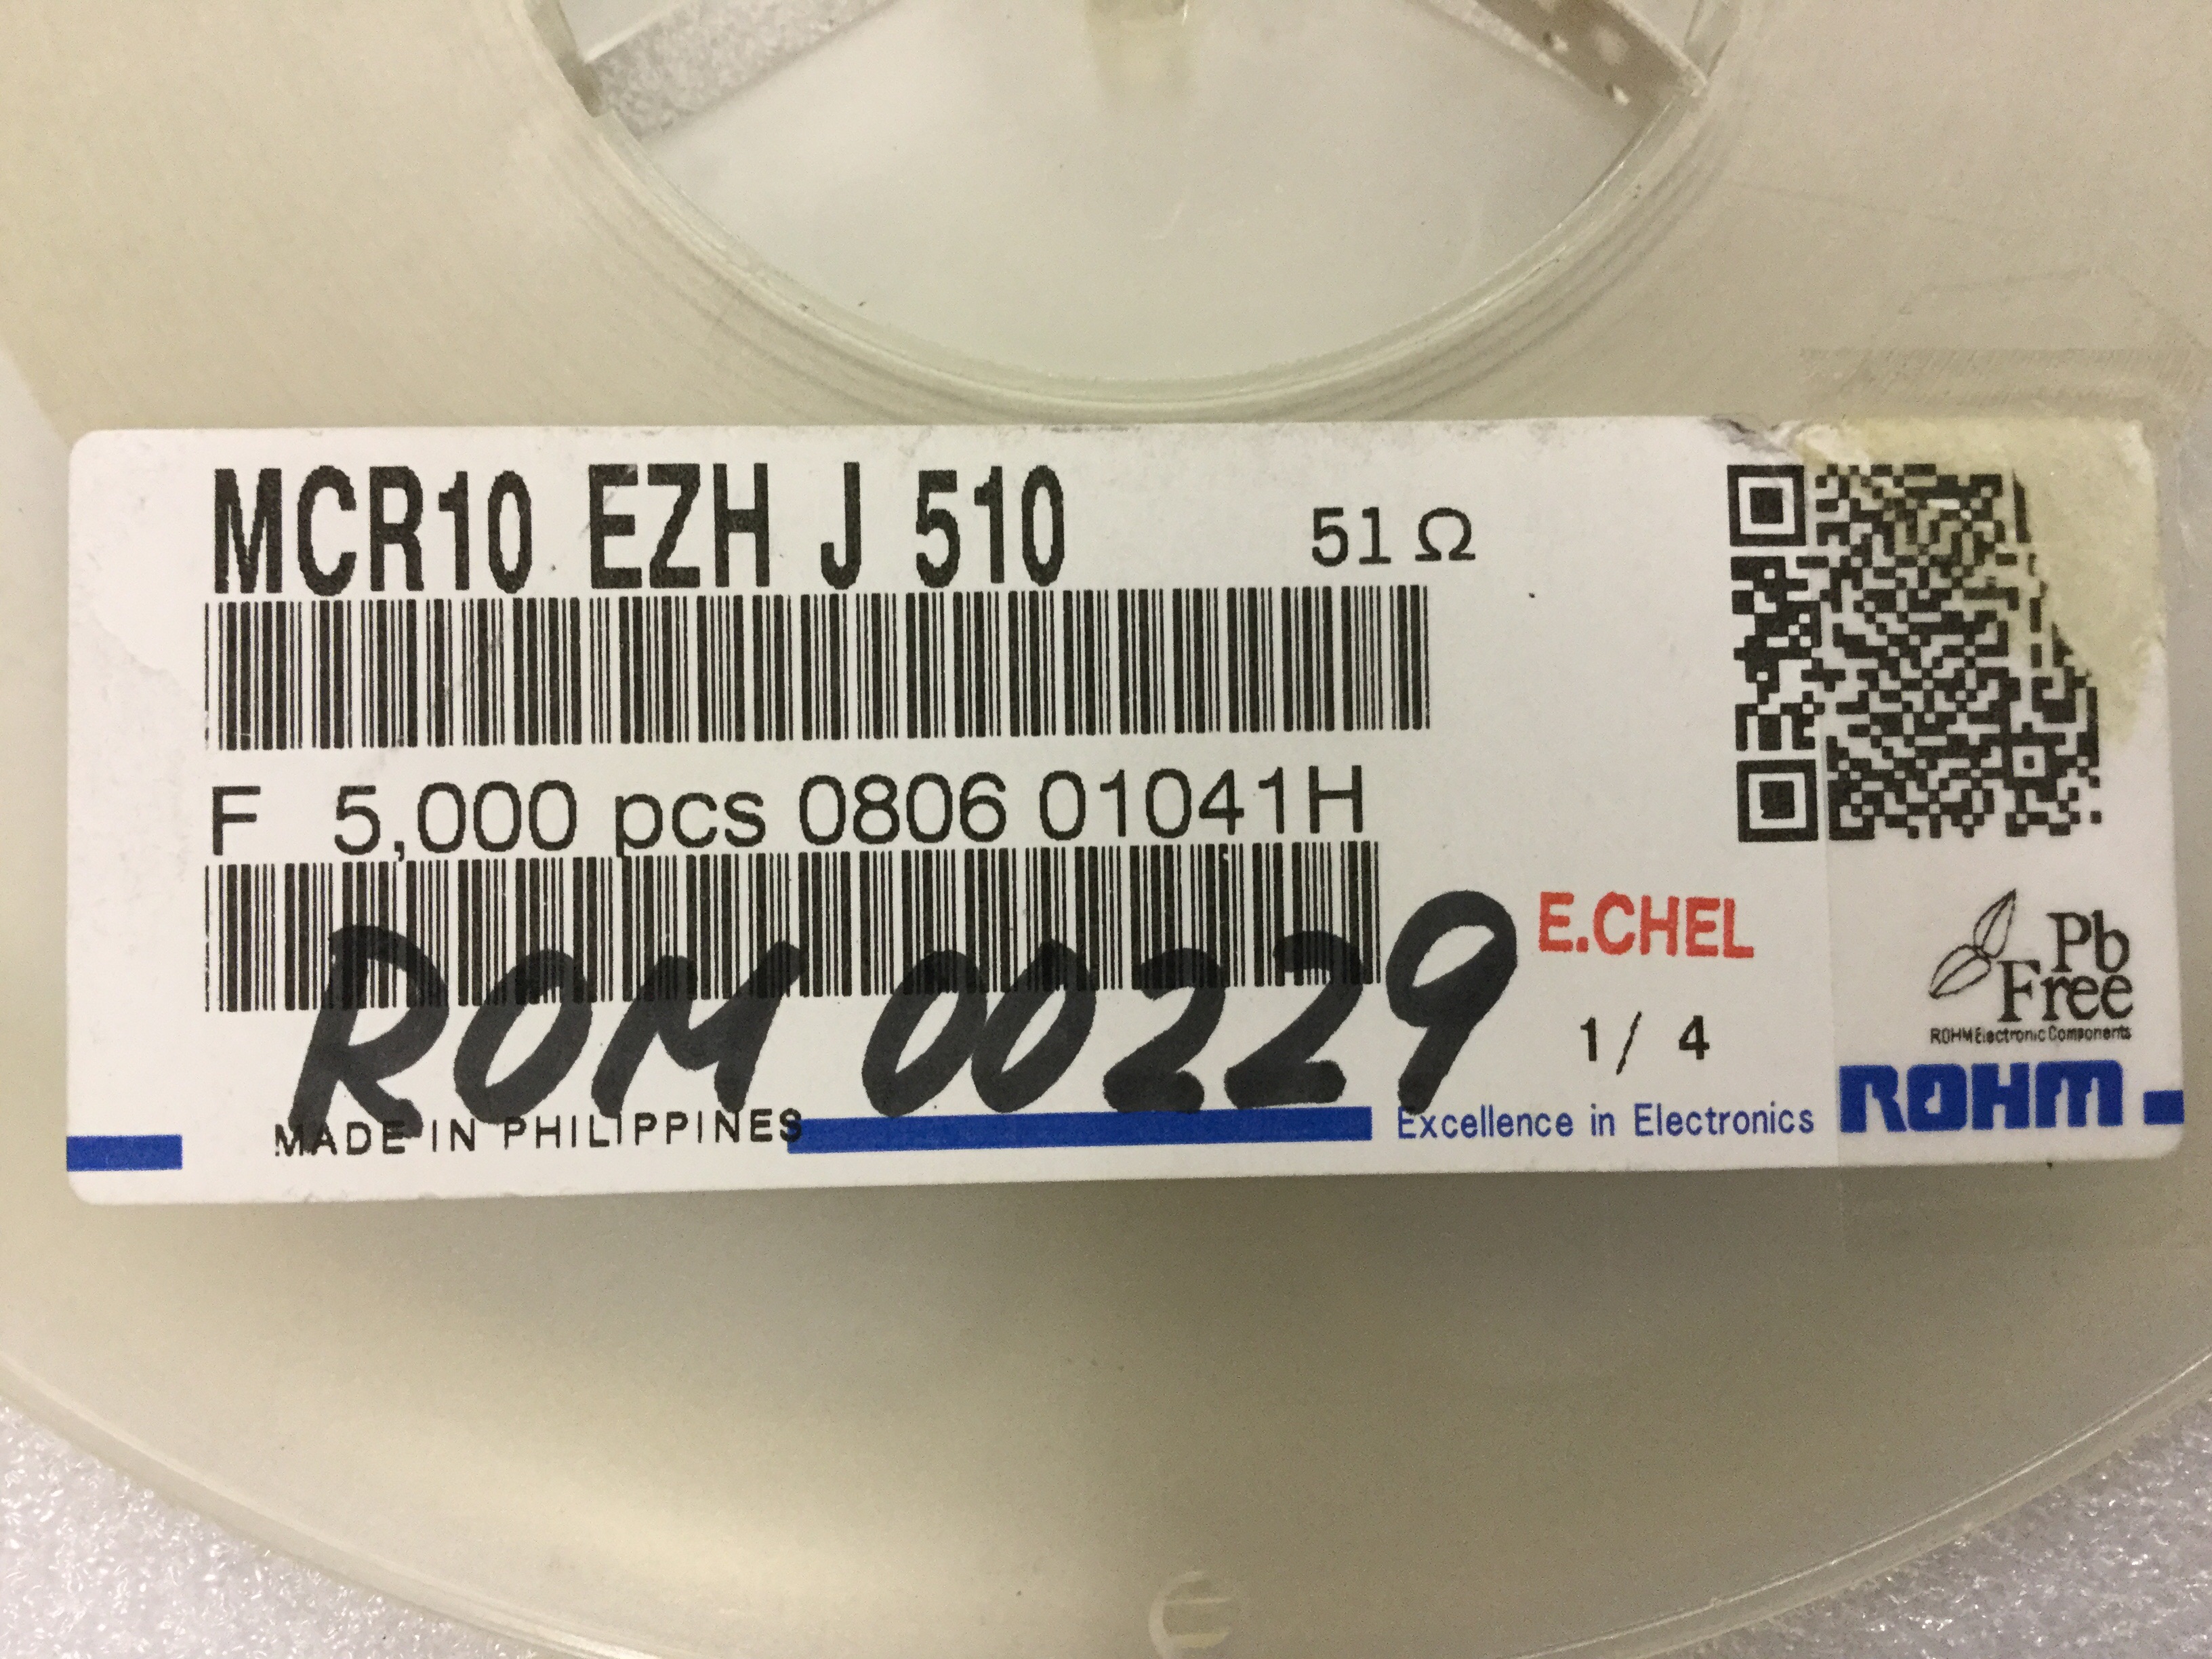 MCR10 EZH J 510 51Ω
F 5,000 pcs 0806 01041H
ROM 00229
E.CHEL
1/ 4
Pb
Free
ROHM Electronic Components
MADE IN PHILIPPINES
Excellence in Electronics
ROHM